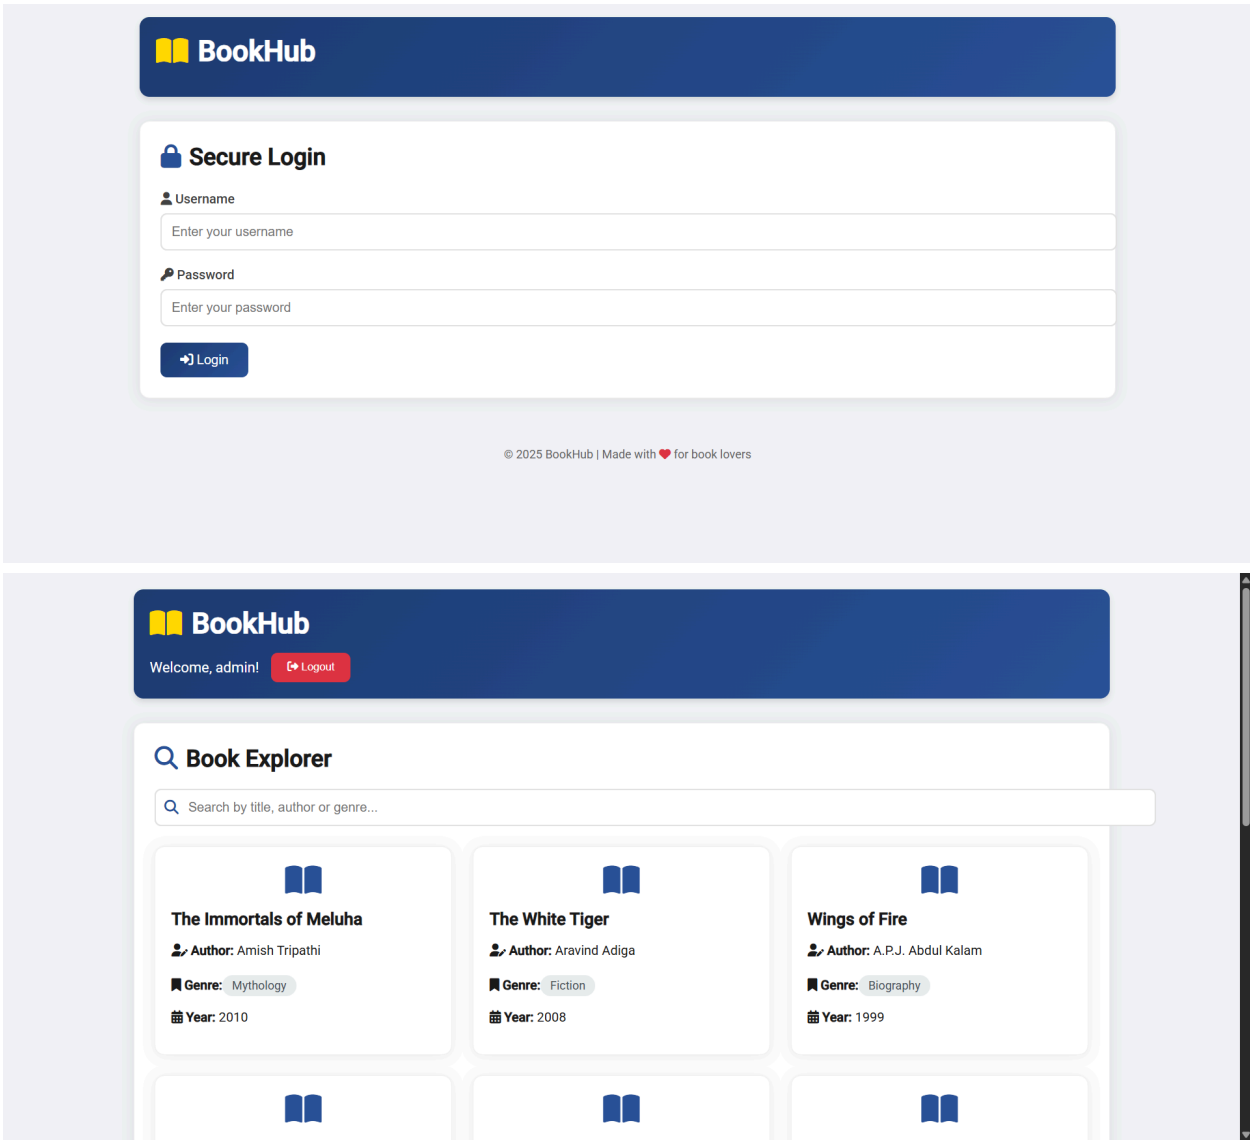 BookHub
Secure Login
Username
Enter your username
Password
Enter your password
Login
© 2025 BookHub | Made with ❤ for book lovers
BookHub
Welcome, admin! Logout
Book Explorer
Search by title, author or genre...
The Immortals of Meluha
Author: Amish Tripathi
Genre: Mythology
Year: 2010
The White Tiger
Author: Aravind Adiga
Genre: Fiction
Year: 2008
Wings of Fire
Author: A.P.J. Abdul Kalam
Genre: Biography
Year: 1999